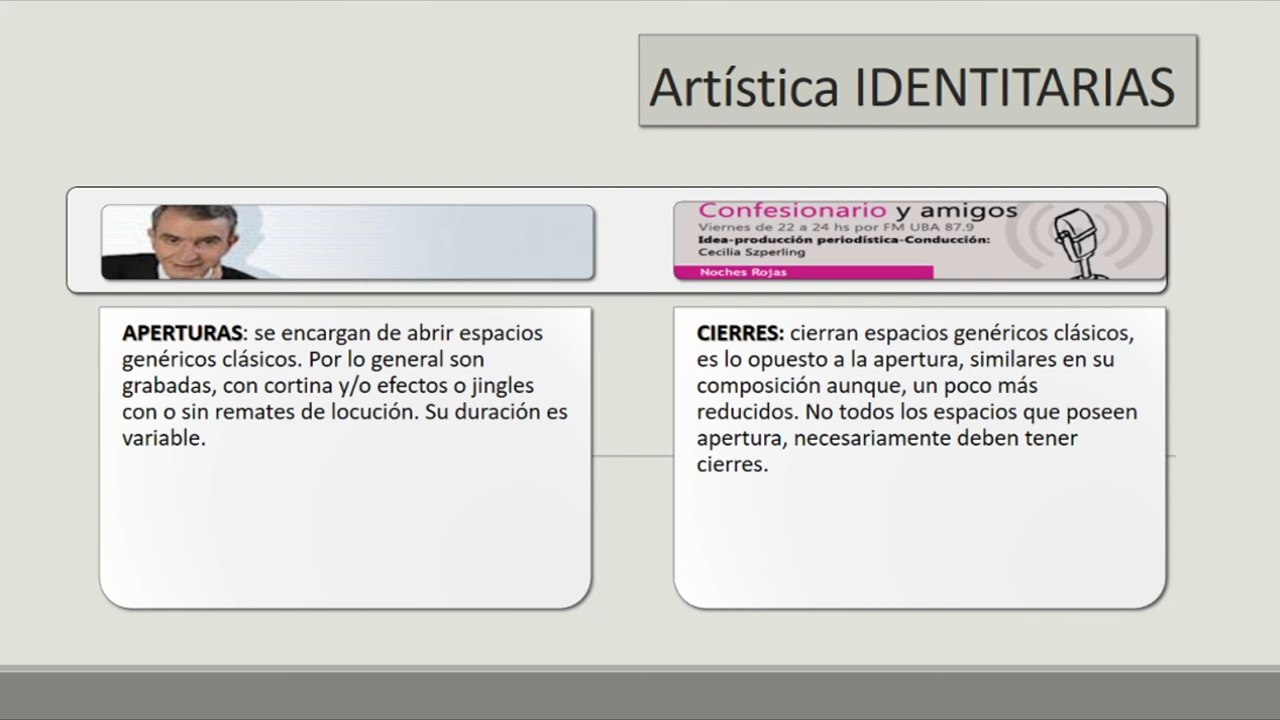 Artística IDENTITARIAS
Confesionario y amigos
Viernes de 22 a 24 hs por FM UBA 87.9
Idea-producción periodística-Conducción:
Cecilia Szperling
Noches Rojas
APERTURAS: se encargan de abrir espacios
genéricos clásicos. Por lo general son
grabadas, con cortina y/o efectos o jingles
con o sin remates de locución. Su duración es
variable.
CIERRES: cierran espacios genéricos clásicos,
es lo opuesto a la apertura, similares en su
composición aunque, un poco más
reducidos. No todos los espacios que poseen
apertura, necesariamente deben tener
cierres.